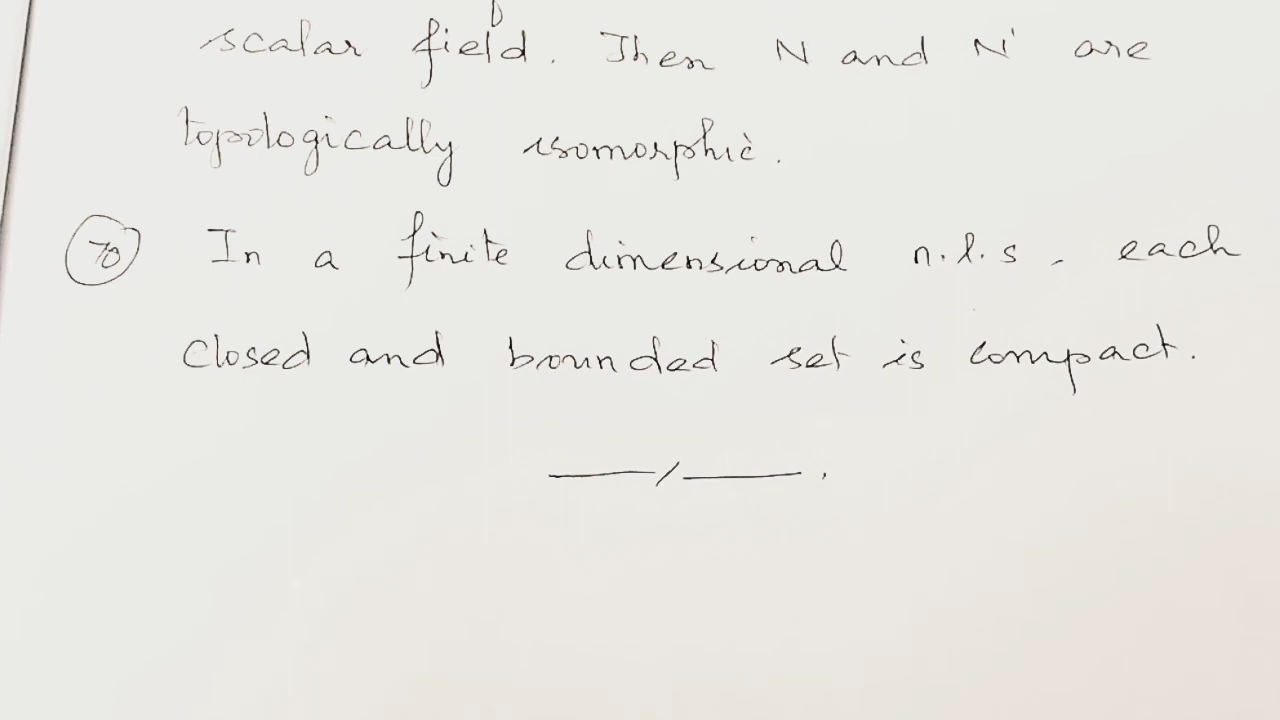 scalar field. Then N and N' are
topologically isomorphic.
70 In a finite dimensional n.l.s. each
closed and bounded set is compact.